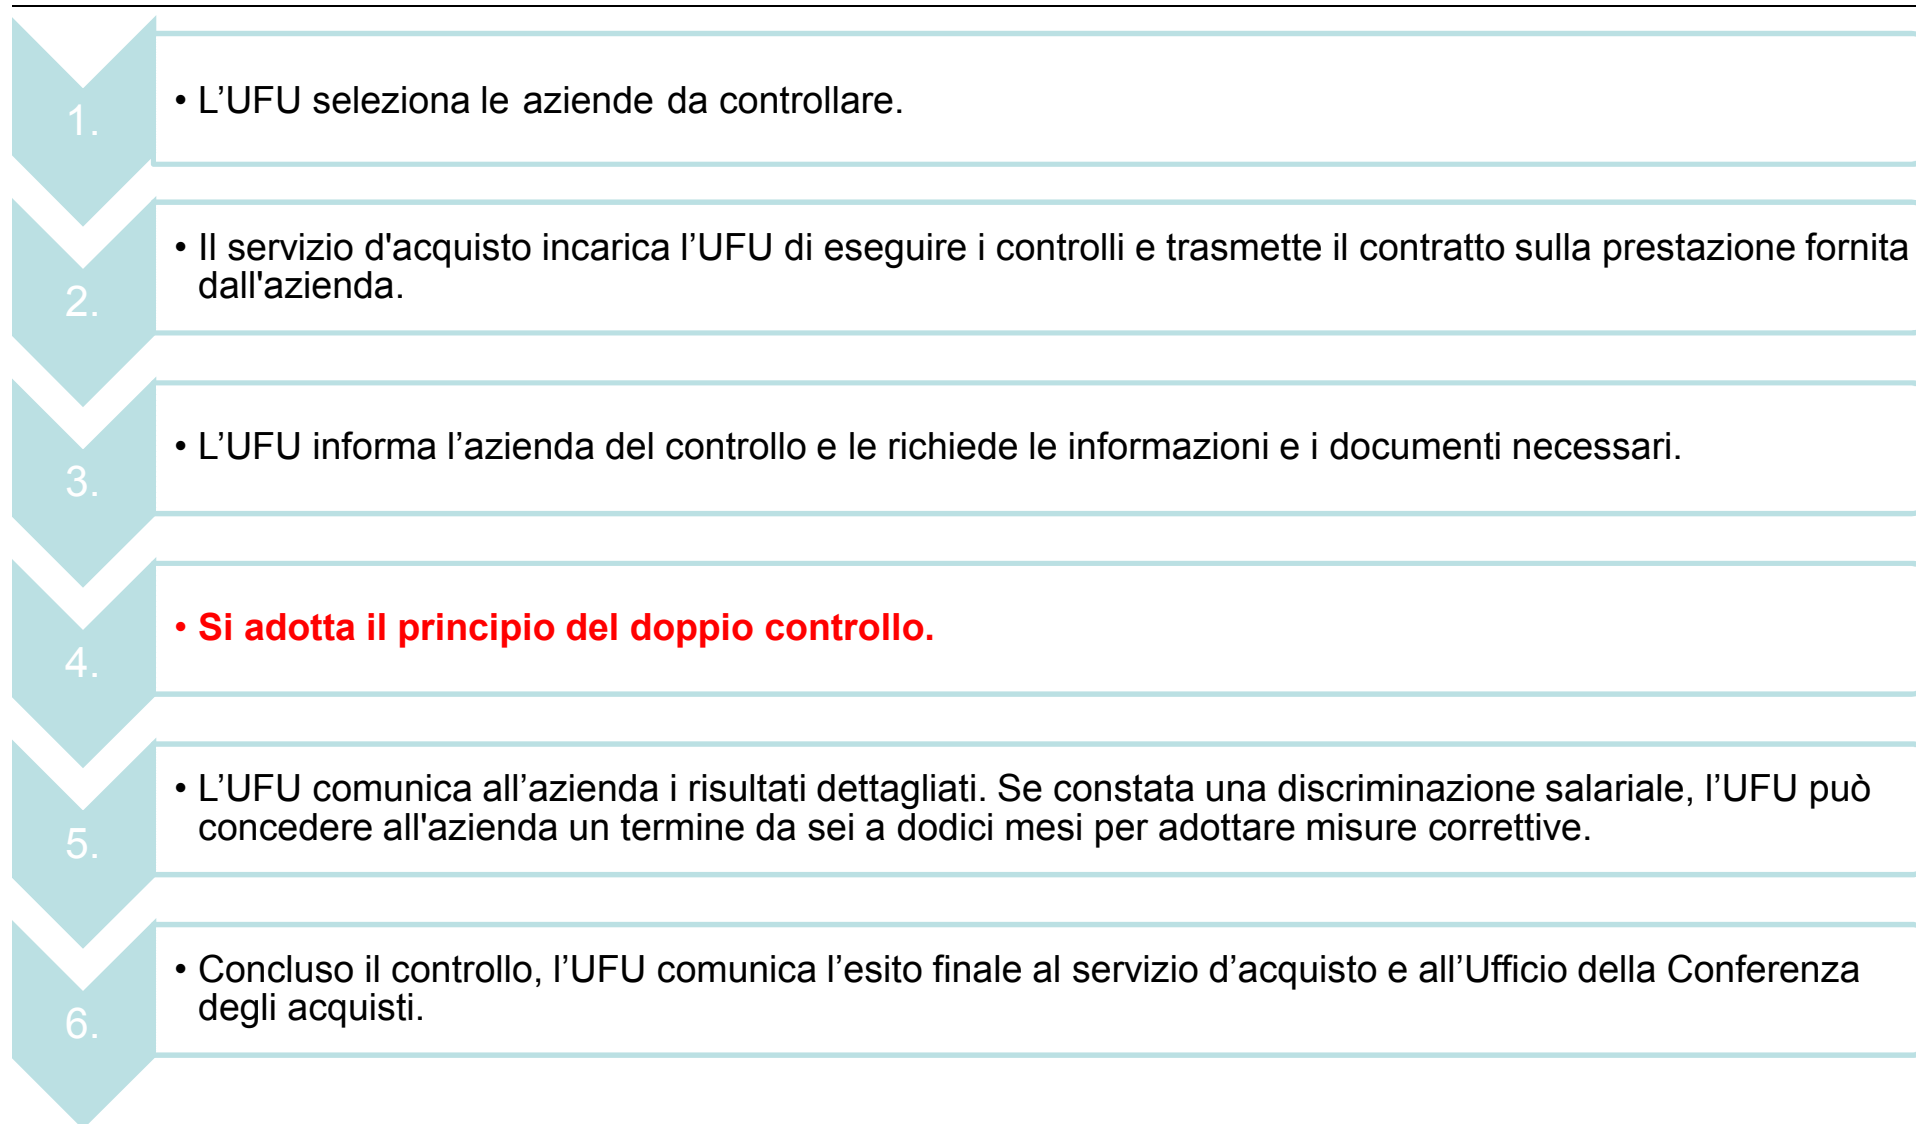 1.
• L’UFU seleziona le aziende da controllare.
2.
• Il servizio d'acquisto incarica l’UFU di eseguire i controlli e trasmette il contratto sulla prestazione fornita
dall'azienda.
3.
• L’UFU informa l’azienda del controllo e le richiede le informazioni e i documenti necessari.
4.
• Si adotta il principio del doppio controllo.
5.
• L’UFU comunica all’azienda i risultati dettagliati. Se constata una discriminazione salariale, l’UFU può
concedere all'azienda un termine da sei a dodici mesi per adottare misure correttive.
6.
• Concluso il controllo, l’UFU comunica l’esito finale al servizio d’acquisto e all’Ufficio della Conferenza
degli acquisti.